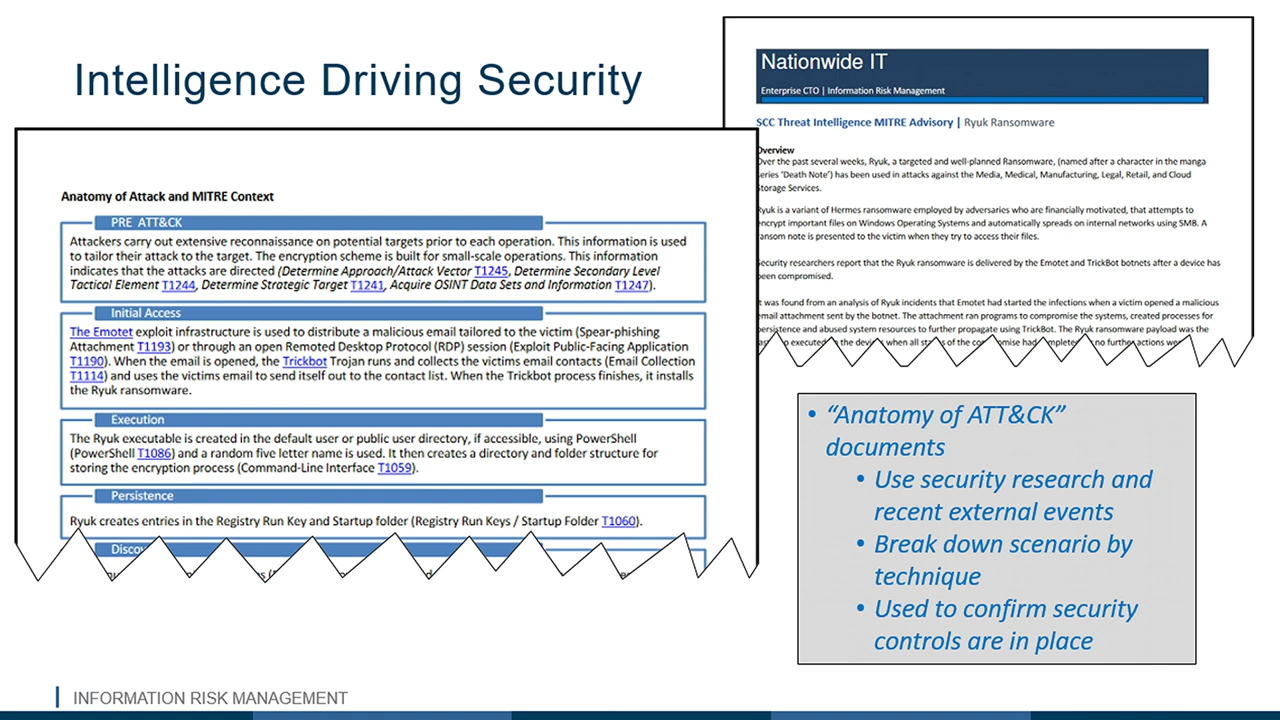 Intelligence Driving Security
Nationwide IT
Enterprise CTO | Information Risk Management
SCC Threat Intelligence MITRE Advisory | Ryuk Ransomware
Overview
Over the past several weeks, Ryuk, a targeted and well-planned Ransomware, (named after a character in the manga
series ‘Death Note’) has been used in attacks against the Media, Medical, Manufacturing, Legal, Retail, and Cloud
Storage Services.
Ryuk is a variant of Hermes ransomware employed by adversaries who are financially motivated, that attempts to
encrypt important files on Windows Operating Systems and automatically spreads on internal networks using SMB. A
ransom note is presented to the victim when they try to access their files.
Security researchers report that the Ryuk ransomware is delivered by the Emotet and TrickBot botnets after a device has
been compromised.
It was found from an analysis of Ryuk incidents that Emotet had started the infections when a victim opened a malicious
email attachment sent by the botnet. The attachment ran programs to compromise the systems, created processes for
persistence and abused system resources to further propagate using TrickBot. The Ryuk ransomware payload was the
executed the when all had no further actions
Anatomy of Attack and MITRE Context
PRE ATT&CK
Attackers carry out extensive reconnaissance on potential targets prior to each operation. This information is used
to tailor their attack to the target. The encryption scheme is built for small-scale operations. This information
indicates that the attacks are directed (Determine Approach/Attack Vector T1245, Determine Secondary Level
Tactical Element T1244, Determine Strategic Target T1241, Acquire OSINT Data Sets and Information T1247).
Initial Access
The Emotet exploit infrastructure is used to distribute a malicious email tailored to the victim (Spear-phishing
Attachment T1193) or through an open Remoted Desktop Protocol (RDP) session (Exploit Public-Facing Application
T1190). When the email is opened, the Trickbot Trojan runs and collects the victims email contacts (Email Collection
T1114) and uses the victims email to send itself out to the contact list. When the Trickbot process finishes, it installs
the Ryuk ransomware.
Execution
The Ryuk executable is created in the default user or public user directory, if accessible, using PowerShell
(PowerShell T1086) and a random five letter name is used. It then creates a directory and folder structure for
storing the encryption process (Command-Line Interface T1059).
Persistence
Ryuk creates entries in the Registry Run Key and Startup folder (Registry Run Keys / Startup Folder T1060).
• “Anatomy of ATT&CK”
documents
• Use security research and
recent external events
• Break down scenario by
technique
• Used to confirm security
controls are in place
INFORMATION RISK MANAGEMENT